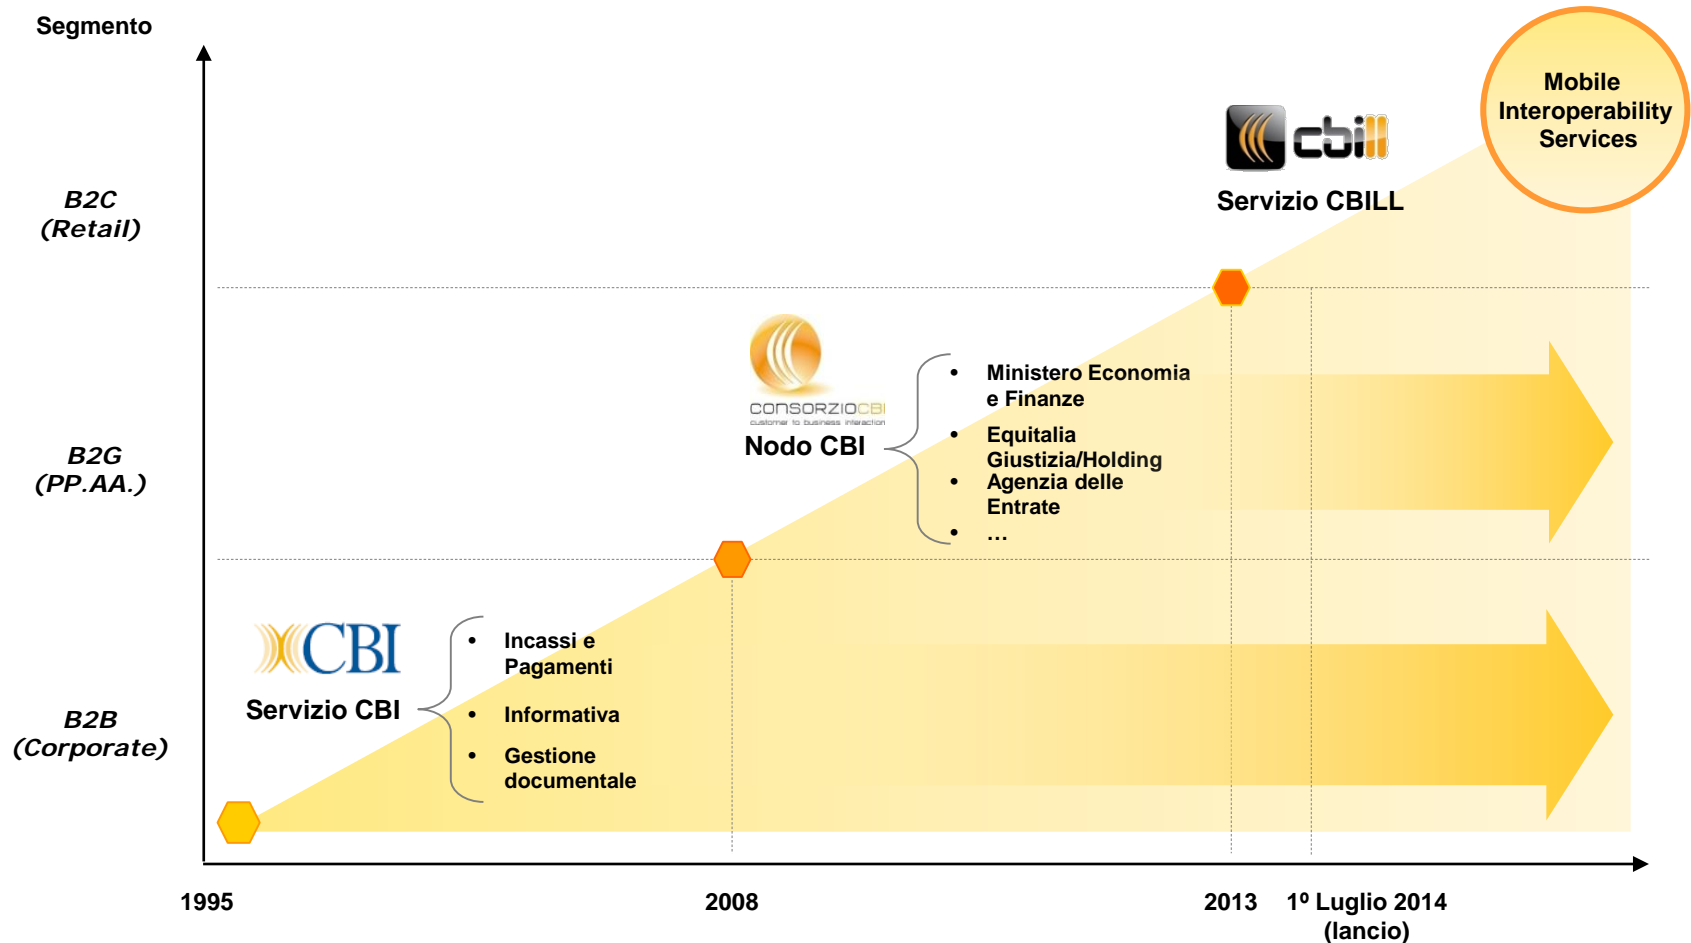 Segmento
Mobile
Interoperability
Services
cbill
Servizio CBILL
B2C
(Retail)
CONSORZIOCBI
customer to business interaction
Nodo CBI
• Ministero Economia
e Finanze
• Equitalia
Giustizia/Holding
• Agenzia delle
Entrate
• …
B2G
(PP.AA.)
CBI
Servizio CBI
• Incassi e
Pagamenti
• Informativa
• Gestione
documentale
B2B
(Corporate)
1995
2008
2013
1º Luglio 2014
(lancio)